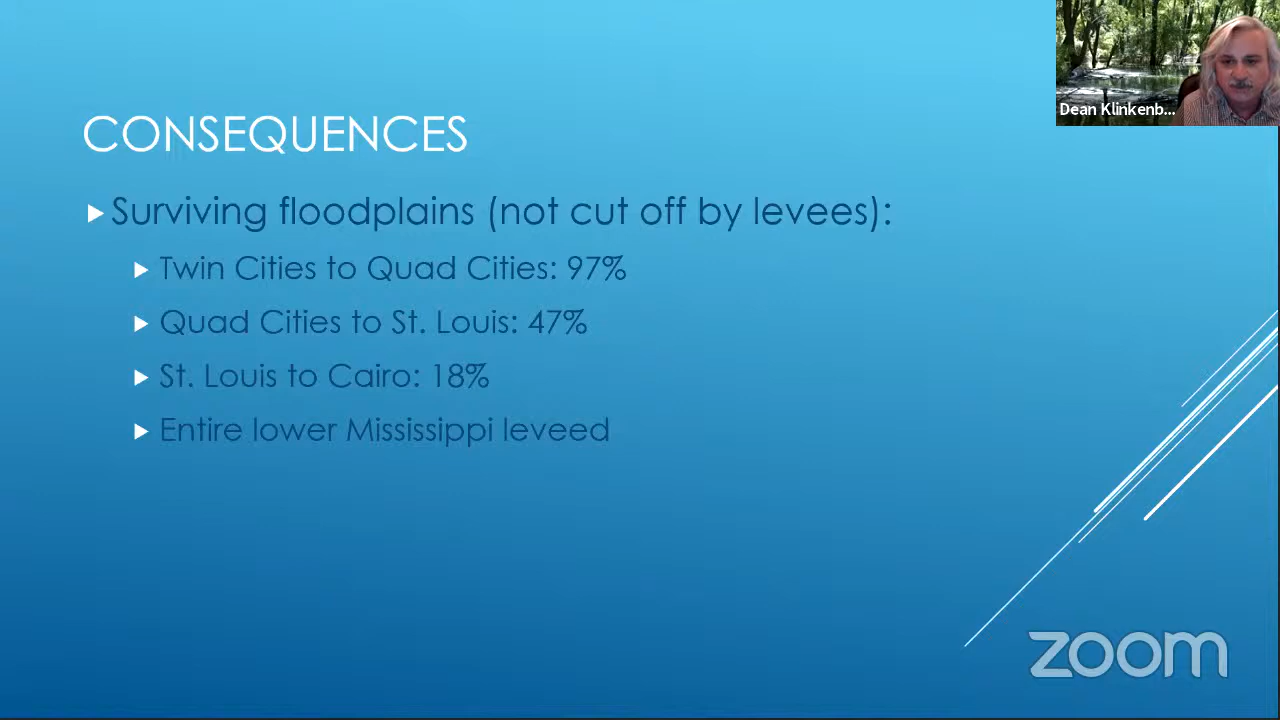 Dean Klinkenb...
CONSEQUENCES
Surviving floodplains (not cut off by levees):
Twin Cities to Quad Cities: 97%
Quad Cities to St. Louis: 47%
St. Louis to Cairo: 18%
Entire lower Mississippi leveed
zoom